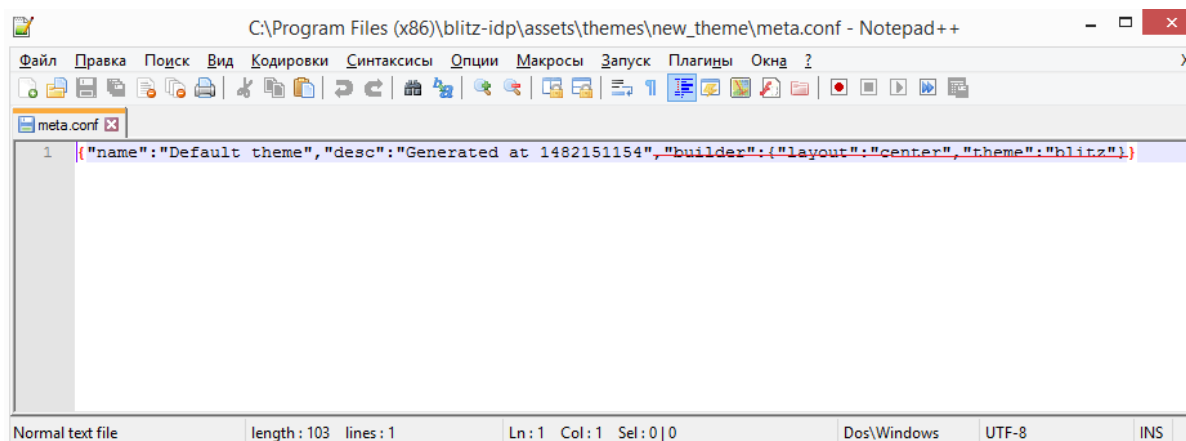 C:\Program Files (x86)\blitz-idp\assets\themes\new_theme\meta.conf - Notepad++
Файл Правка Поиск Вид Кодировки Синтаксисы Опции Макросы Запуск Плагины Окна ? X
meta.conf
1 {"name":"Default theme","desc":"Generated at 1482151154","builder":{"layout":"center","theme":"blitz"}}
Normal text file length : 103 lines : 1 Ln : 1 Col : 1 Sel : 0 | 0 Dos\Windows UTF-8 INS